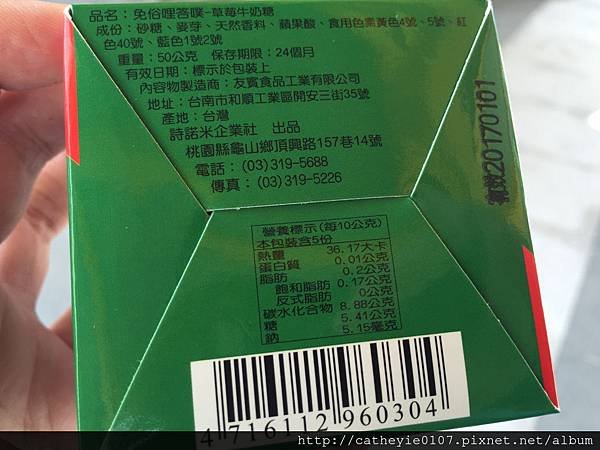 品名：兔俗哩答噗-草莓牛奶糖
成份：砂糖、麥芽、天然香料、蘋果酸、食用色素黃色4號、5號、紅
色40號、藍色1號2號
重量：50公克　保存期限：24個月
有效日期：標示於包裝上
內容物製造商：友賓食品工業有限公司
地址：台南市和順工業區開安三街35號
產地：台灣
詩諾米企業社　出品
桃園縣龜山鄉頂興路157巷14號
電話：(03)319-5688
傳真：(03)319-5226
20170101
營養標示(每10公克)
本包裝含5份
熱量 36.17大卡
蛋白質 0.01公克
脂肪 0.2公克
飽和脂肪 0.17公克
反式脂肪 0公克
碳水化合物 8.88公克
糖 5.41公克
鈉 5.15毫克
4 716112 960304
http://catheyie0107.pixnet.net/album